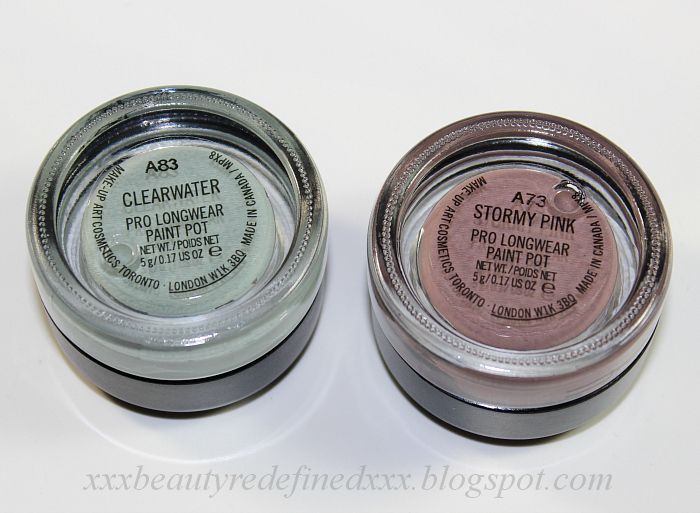 A83
CLEARWATER
PRO LONGWEAR
PAINT POT
NET WT./POIDS NET
5 g/0.17 US OZ e
MAKE-UP ART COSMETICS TORONTO · LONDON W1K 3BQ MADE IN CANADA / MPX8
A73
STORMY PINK
PRO LONGWEAR
PAINT POT
NET WT./POIDS NET
5 g/0.17 US OZ e
MAKE-UP ART COSMETICS TORONTO · LONDON W1K 3BQ MADE IN CANADA / MPX8
xxxbeautyredefinedxxx.blogspot.com